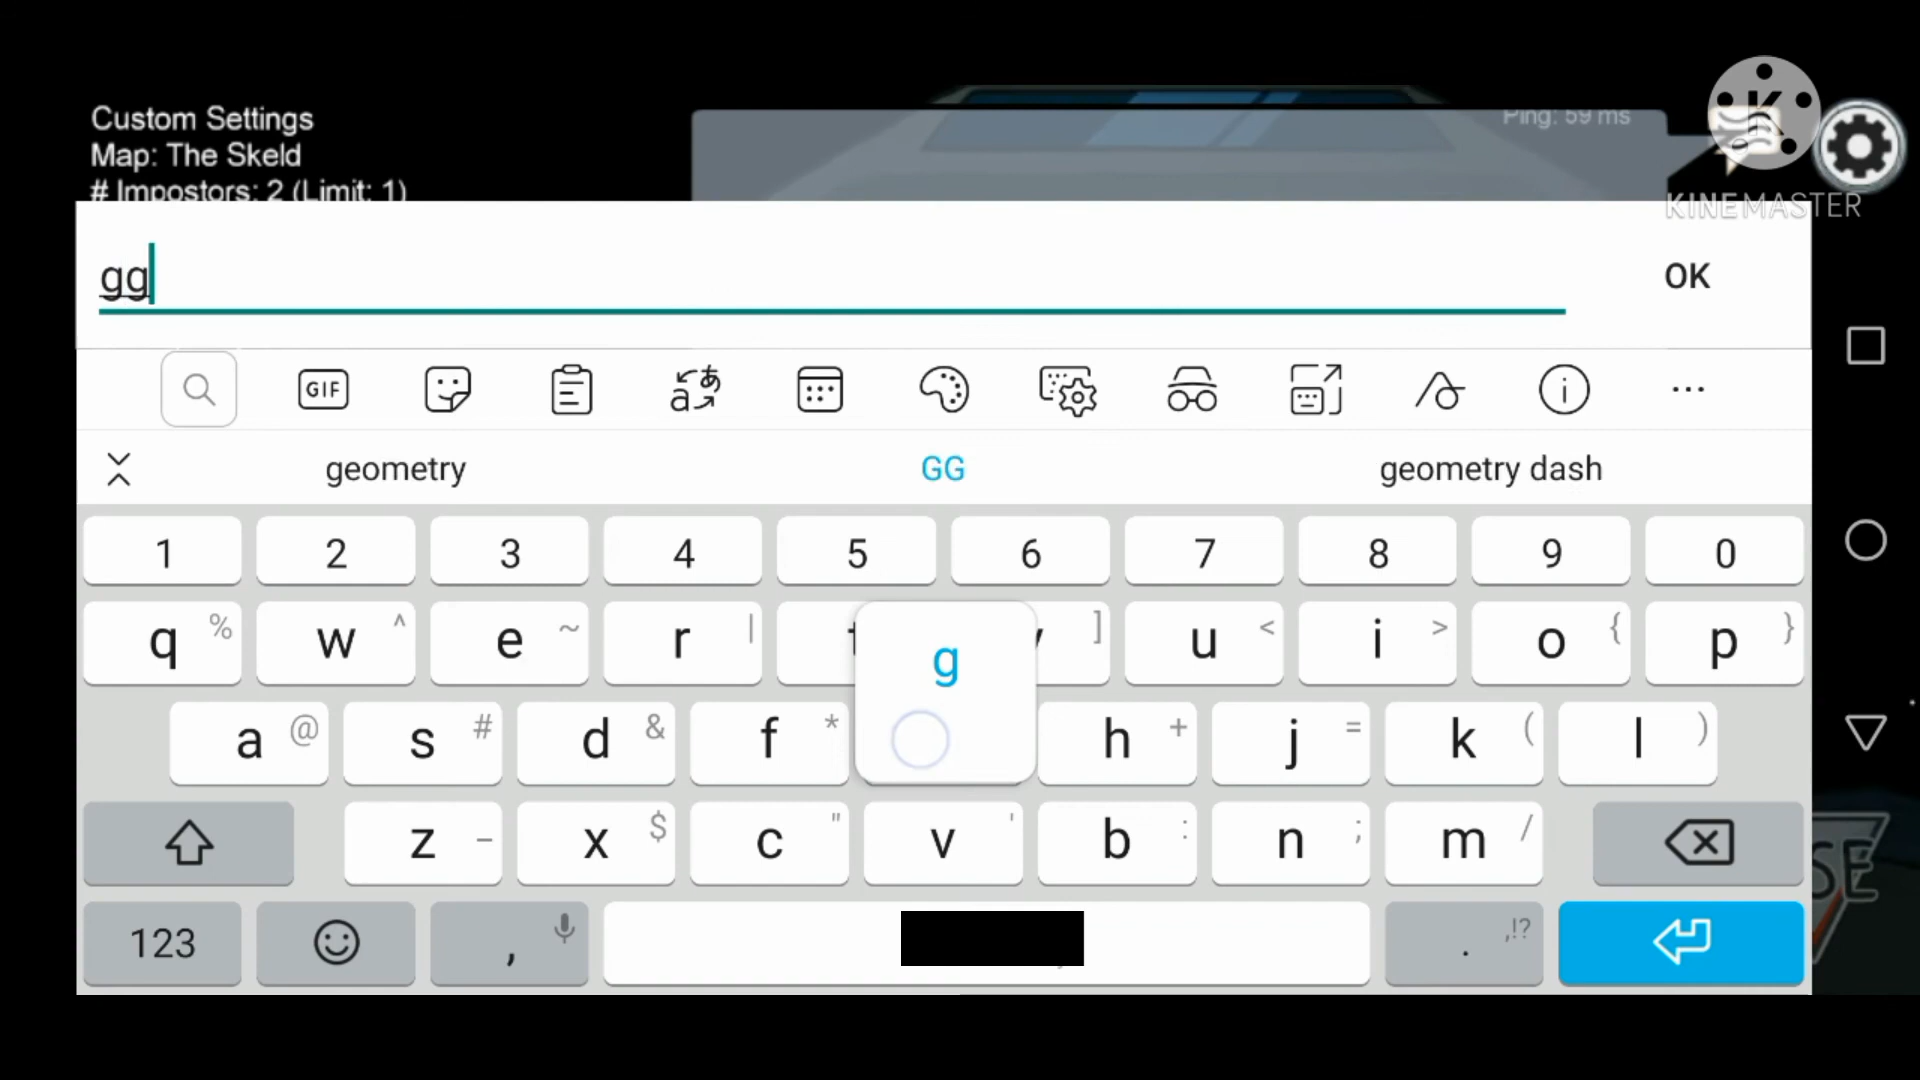 Custom Settings
Ping: 59 ms
Map: The Skeld
# Impostors: 2 (Limit: 1)
KINEMASTER
gg
OK
GIF
geometry GG geometry dash
1 2 3 4 5 6 7 8 9 0
q % w ^ e ~ r | ] u < i > o { p }
g
a @ s # d & f * h + j = k ( l )
z - x $ c " v ' b : n ; m /
SE
123 , . ,!?